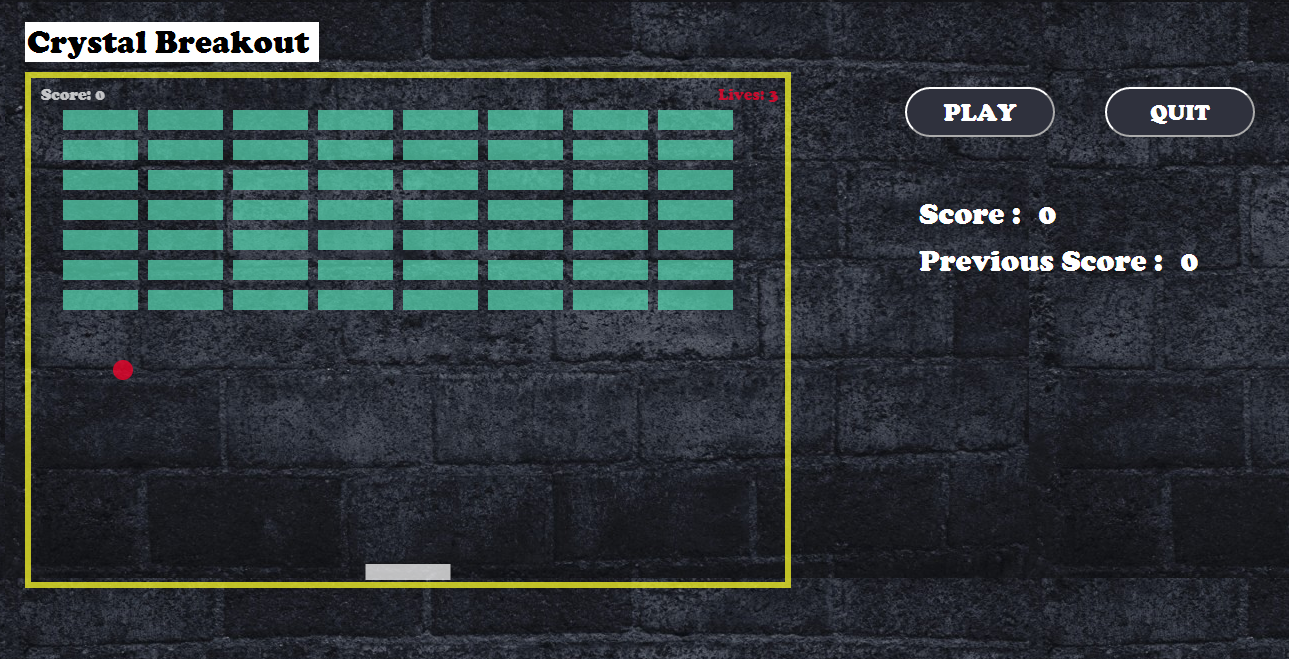 Crystal Breakout
Score: 0
Lives: 3
PLAY
QUIT
Score : 0
Previous Score : 0